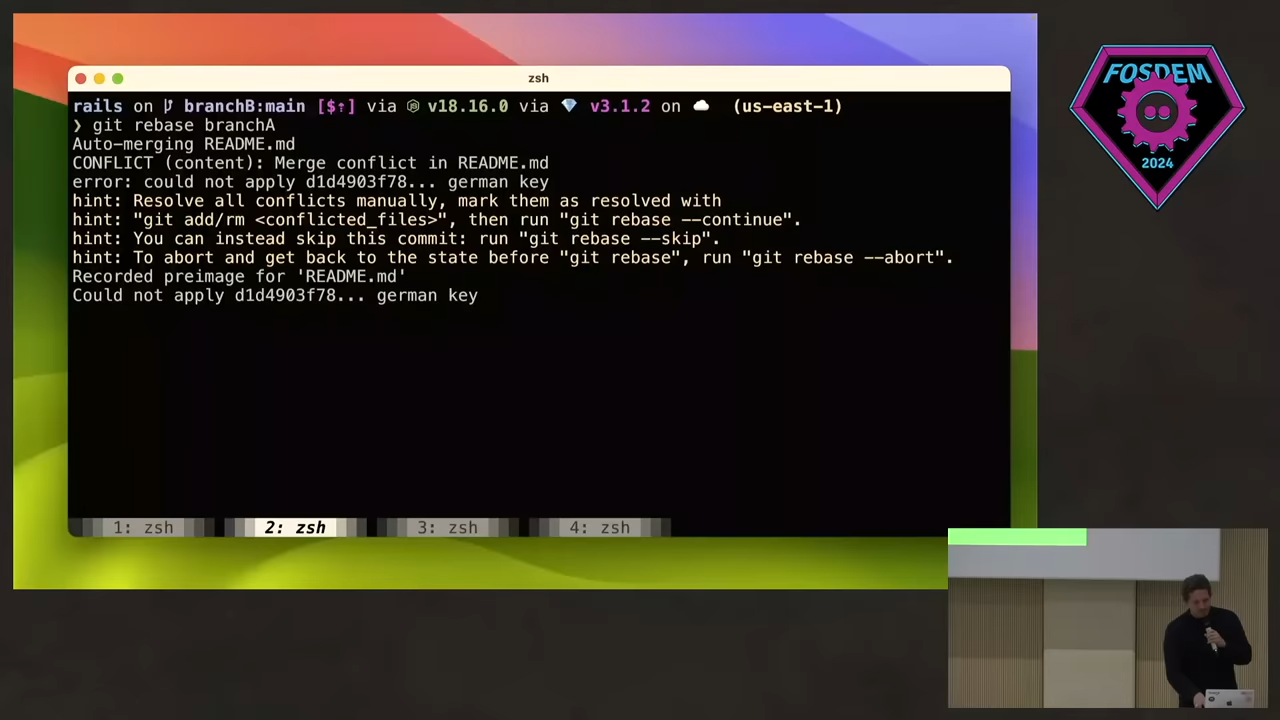 zsh
rails on branchB:main [$⇡] via v18.16.0 via 💎 v3.1.2 on ☁️ (us-east-1)
❯ git rebase branchA
Auto-merging README.md
CONFLICT (content): Merge conflict in README.md
error: could not apply d1d4903f78... german key
hint: Resolve all conflicts manually, mark them as resolved with
hint: "git add/rm <conflicted_files>", then run "git rebase --continue".
hint: You can instead skip this commit: run "git rebase --skip".
hint: To abort and get back to the state before "git rebase", run "git rebase --abort".
Recorded preimage for 'README.md'
Could not apply d1d4903f78... german key
1: zsh 2: zsh 3: zsh 4: zsh
FOSDEM
2024